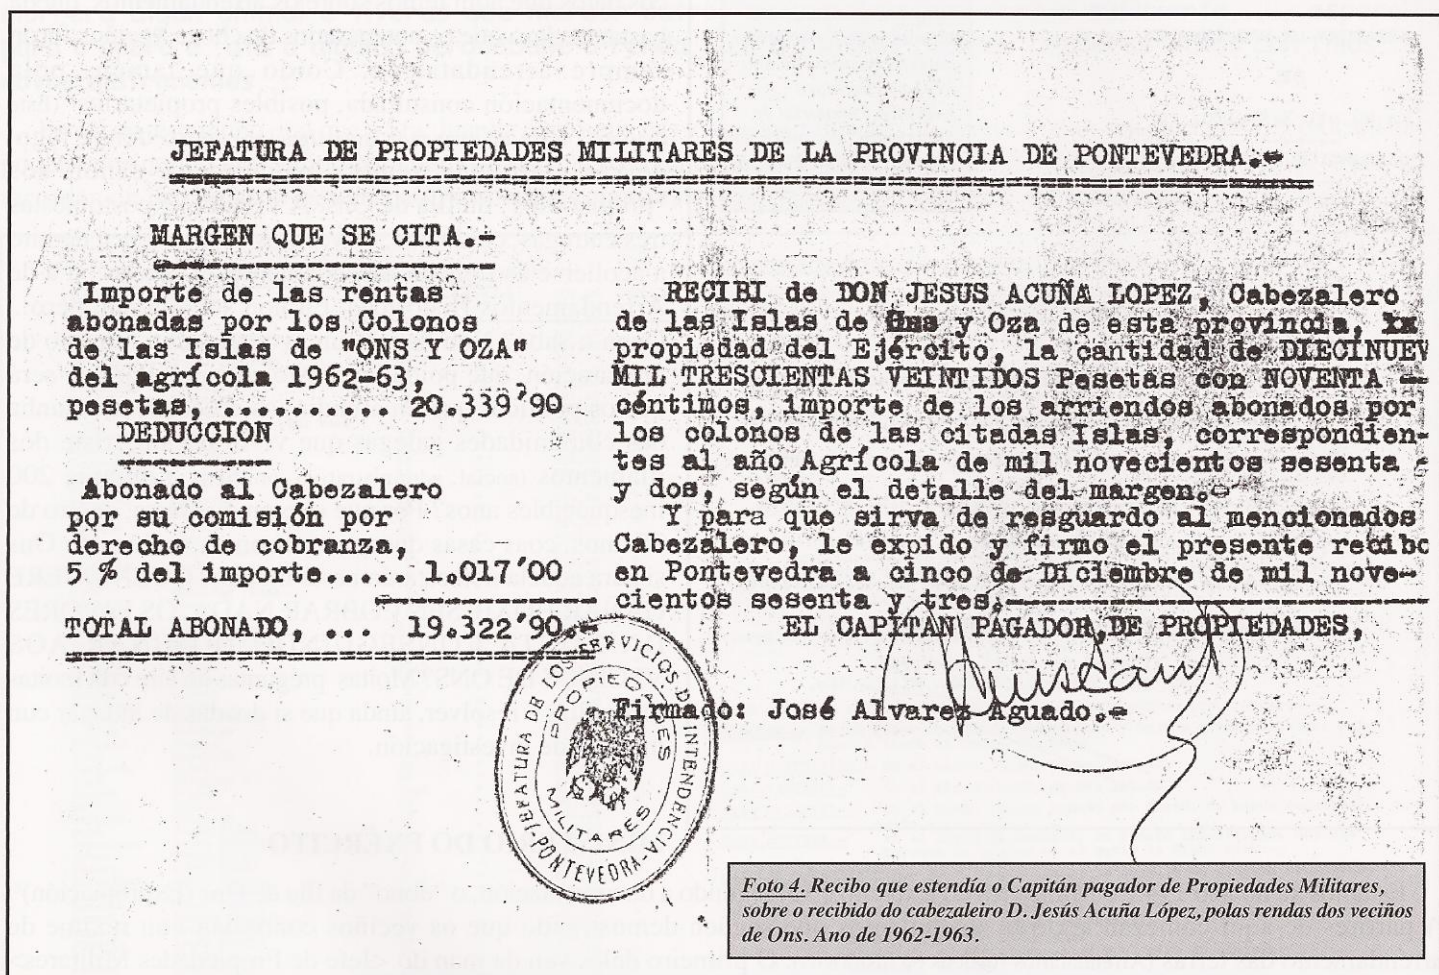 JEFATURA DE PROPIEDADES MILITARES DE LA PROVINCIA DE PONTEVEDRA.-
MARGEN QUE SE CITA.-
Importe de las rentas
abonadas por los Colonos
de las Islas de "ONS Y OZA"
del agrícola 1962-63,
pesetas, ........... 20.339'90
DEDUCCION
Abonado al Cabezalero
por su comisión por
derecho de cobranza,
5 % del importe..... 1.017'00
TOTAL ABONADO, .. 19.322'90.-
RECIBI de DON JESUS ACUÑA LOPEZ, Cabezalero
de las Islas de Ons y Oza de esta provincia,
propiedad del Ejército, la cantidad de DIECINUEV
MIL TRESCIENTAS VEINTIDOS Pesetas con NOVENTA --
céntimos, importe de los arriendos abonados por
los colonos de las citadas Islas, correspondien-
tes al año Agrícola de mil novecientos sesenta
y dos, según el detalle del margen.-
Y para que sirva de resguardo al mencionados
Cabezalero, le expido y firmo el presente recibo
en Pontevedra a cinco de Diciembre de mil nove-
cientos sesenta y tres.
EL CAPITAN PAGADOR, DE PROPIEDADES,
Firmado: José Alvarez Aguado.-
JEFATURA DE LOS SERVICIOS DE INTENDENCIA
-PONTEVEDRA-
PROPIEDADES
MILITARES
Foto 4. Recibo que estendía o Capitán pagador de Propiedades Militares,
sobre o recibido do cabezaleiro D. Jesús Acuña López, polas rendas dos veciños
de Ons. Ano de 1962-1963.